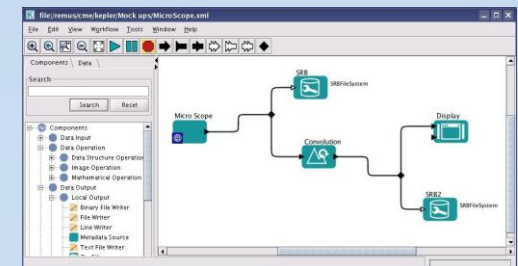 file:/remus/cme/kepler/Mock ups/MicroScope.xml
File Edit View Workflow Tools Window Help
Components Data
Search
Search Reset
Components
Data Input
Data Operation
Data Structure Operation
Image Operation
Mathematical Operation
Data Output
Local Output
Binary File Writer
File Writer
Line Writer
Metadata Source
Text File Writer
Micro Scope
SRB
SRBFileSystem
Convolution
Display
SRB2
SRBFileSystem